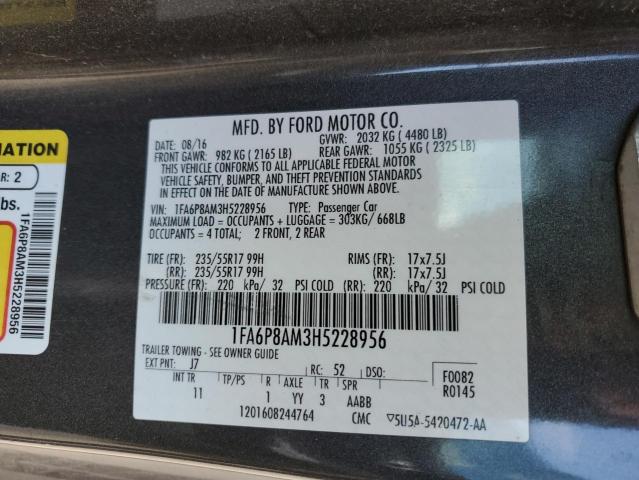 MFD. BY FORD MOTOR CO.
DATE: 08/16 GVWR: 2032 KG ( 4480 LB)
FRONT GAWR: 982 KG ( 2165 LB) REAR GAWR: 1055 KG ( 2325 LB)
THIS VEHICLE CONFORMS TO ALL APPLICABLE FEDERAL MOTOR
VEHICLE SAFETY, BUMPER, AND THEFT PREVENTION STANDARDS
IN EFFECT ON THE DATE OF MANUFACTURE SHOWN ABOVE.
VIN: 1FA6P8AM3H5228956 TYPE: Passenger Car
MAXIMUM LOAD = OCCUPANTS + LUGGAGE = 303KG/ 668LB
OCCUPANTS = 4 TOTAL: 2 FRONT, 2 REAR
TIRE (FR): 235/55R17 99H RIMS (FR): 17x7.5J
(RR): 235/55R17 99H (RR): 17x7.5J
PRESSURE (FR): 220 kPa/ 32 PSI COLD (RR): 220 kPa/ 32 PSI COLD
1FA6P8AM3H5228956
TRAILER TOWING - SEE OWNER GUIDE
EXT PNT: J7 RC: 52 DSO: F0082
INT TR TP/PS R AXLE TR SPR R0145
11 1 YY 3 AABB
1201608244764 CMC 5U5A-5420472-AA
MATION
R: 2
lbs.
1FA6P8AM3H5228956